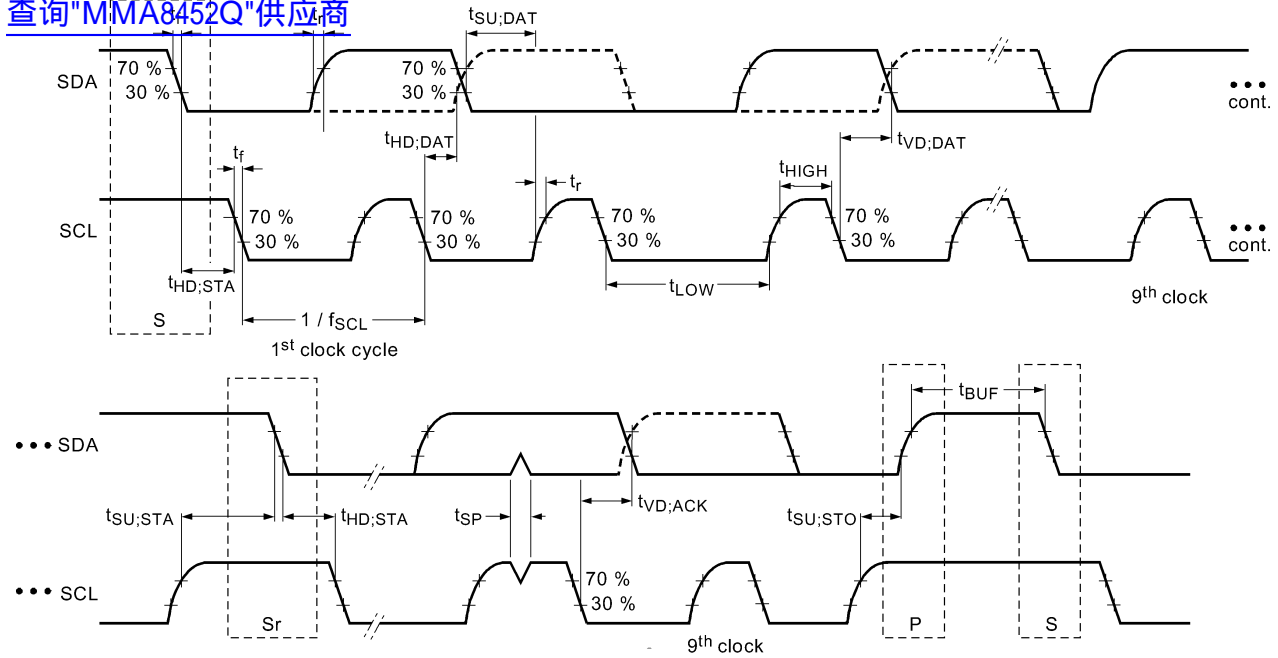 查询"MMA8452Q"供应商
tf
tr
tSU;DAT
70 %
30 %
70 %
30 %
SDA
cont.
tHD;DAT
tVD;DAT
tf
tr
tHIGH
70 %
30 %
70 %
30 %
70 %
30 %
70 %
30 %
SCL
cont.
tHD;STA
tLOW
9th clock
S
1 / fSCL
1st clock cycle
tBUF
SDA
tSU;STA
tHD;STA
tSP
tVD;ACK
tSU;STO
70 %
30 %
SCL
Sr
P
S
9th clock